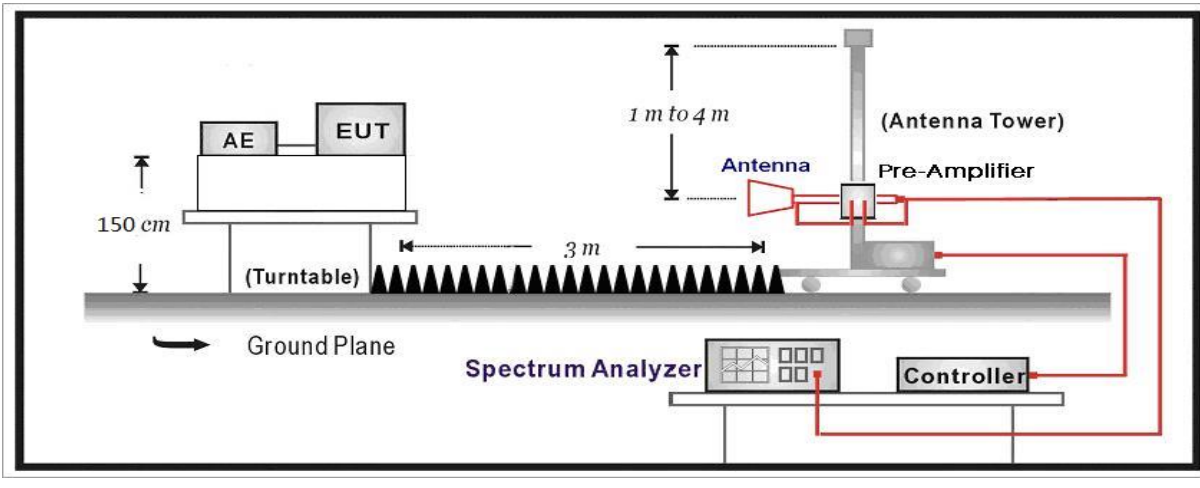 1 m to 4 m
(Antenna Tower)
AE
EUT
Antenna
Pre-Amplifier
150 cm
3 m
(Turntable)
Ground Plane
Spectrum Analyzer
Controller